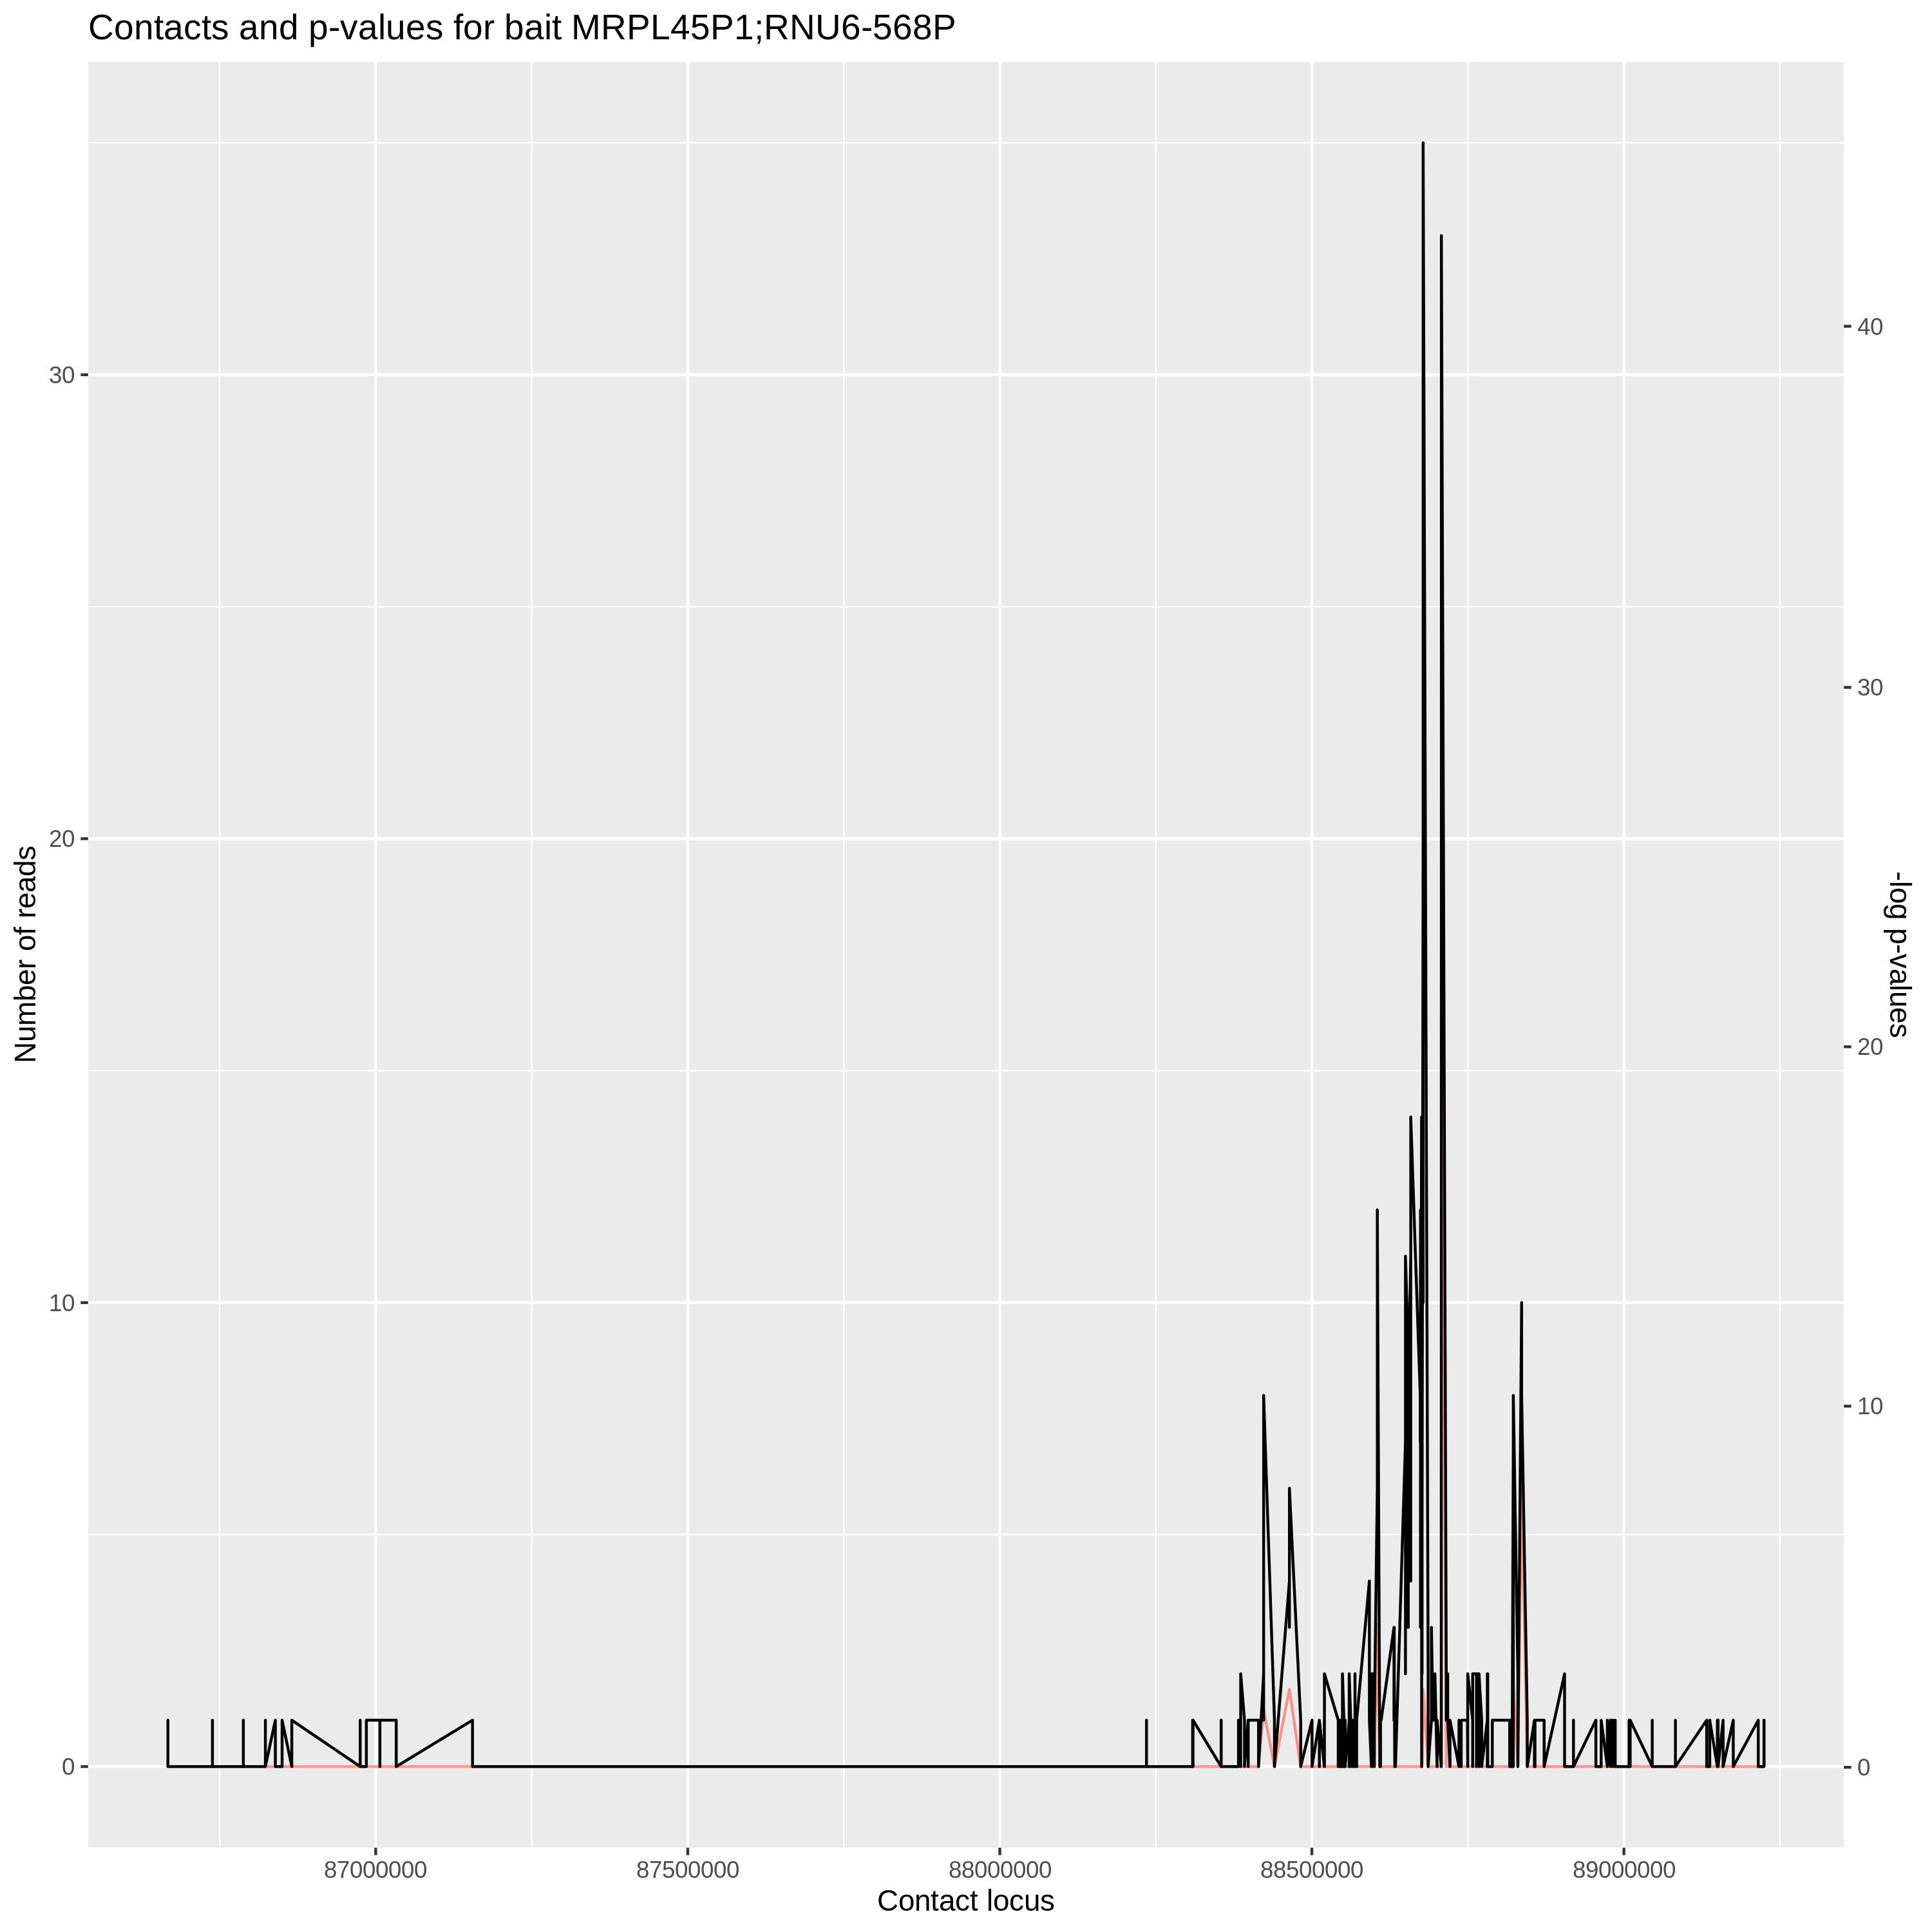 Contacts and p-values for bait MRPL45P1;RNU6-568P
Number of reads
30
20
10
0
40
30
20
10
0
-log p-values
87000000 87500000 88000000 88500000 89000000
Contact locus